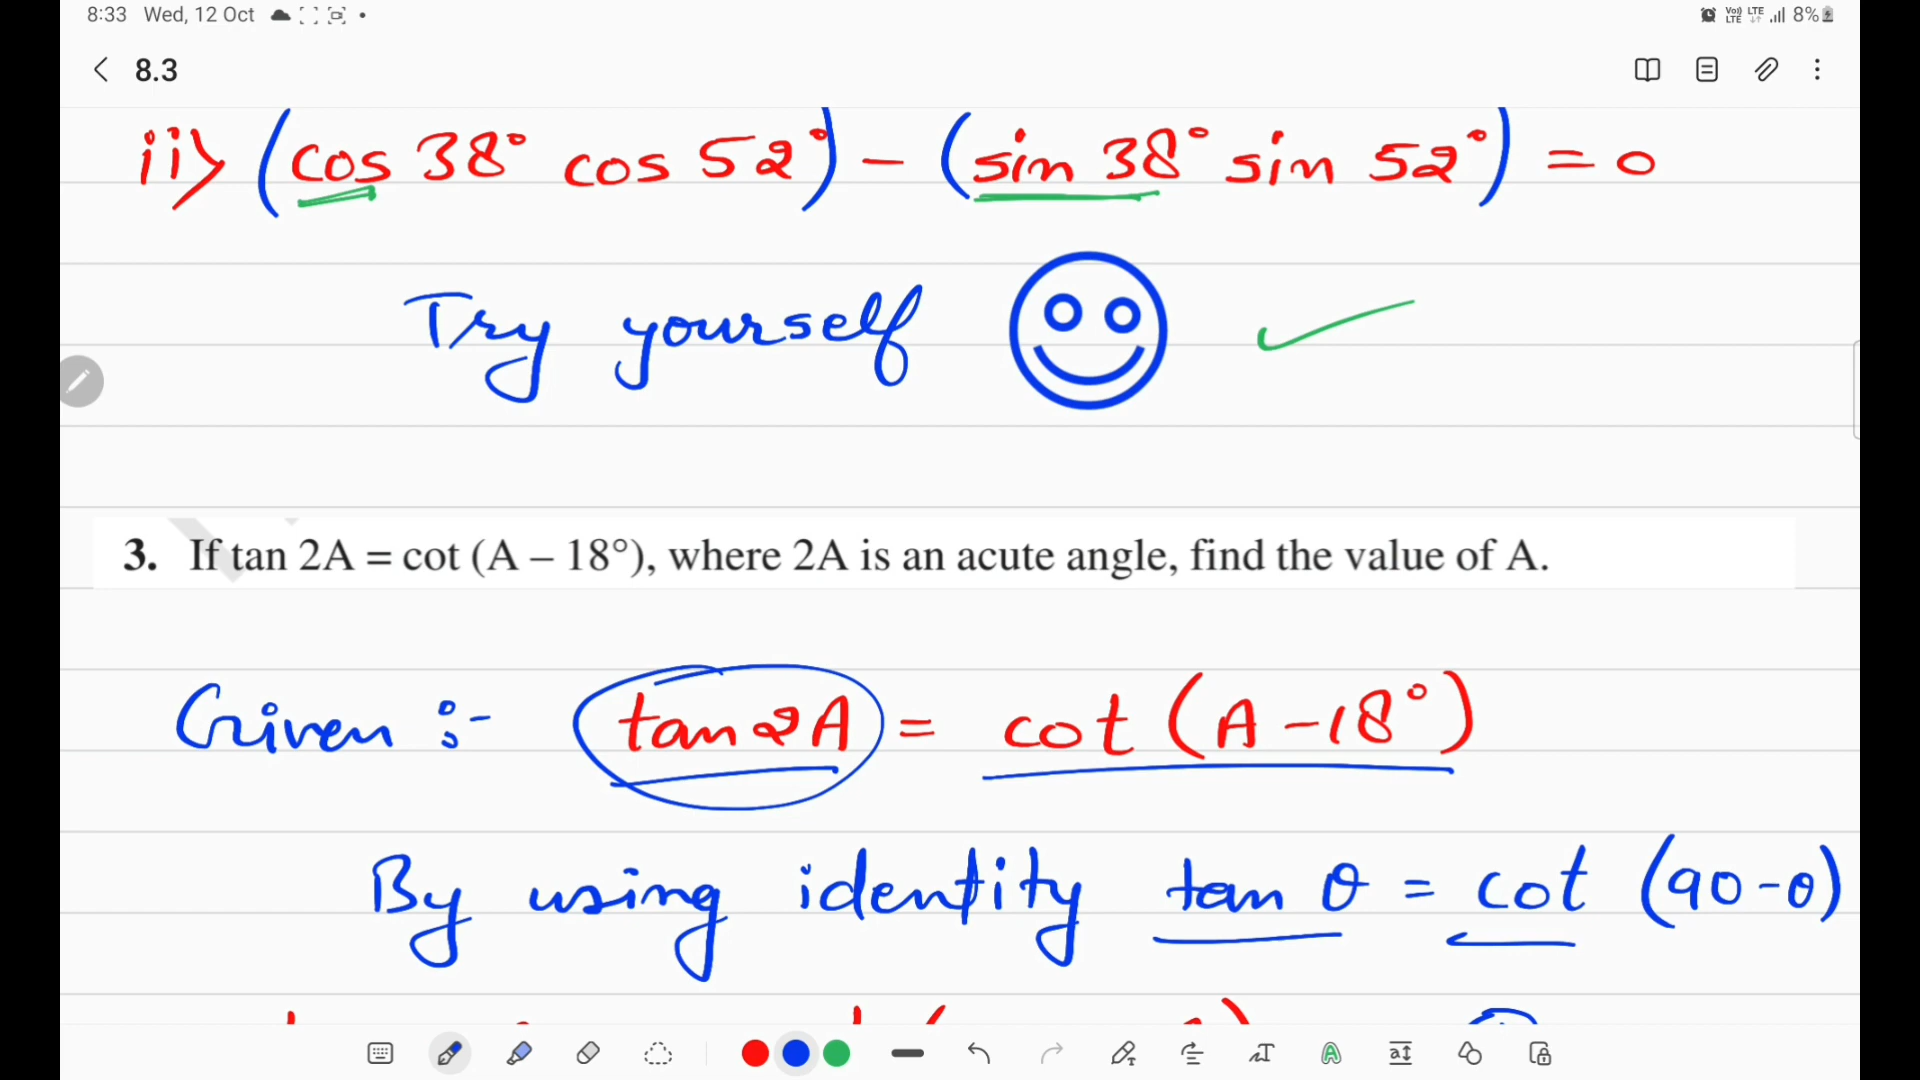 8:33 Wed, 12 Oct 8%
8.3
ii) (cos 38° cos 52°) – (sin 38° sin 52°) = 0
Try yourself
3. If tan 2A = cot (A – 18°), where 2A is an acute angle, find the value of A.
Given :- tan 2A = cot (A – 18°)
By using identity tan θ = cot (90-θ)